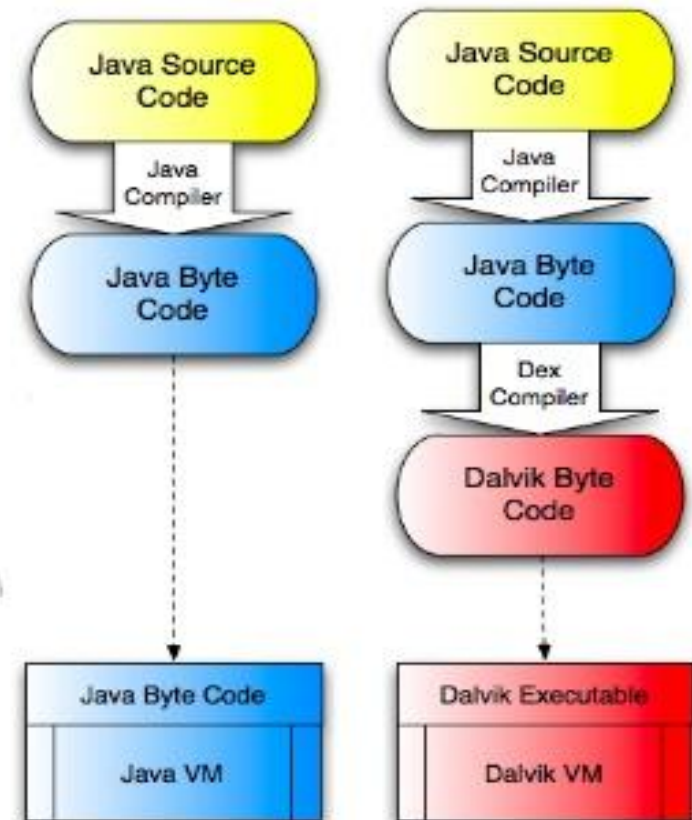 Java Source
Code
Java
Compiler
Java Byte
Code
Java Byte Code
Java VM
Java Source
Code
Java
Compiler
Java Byte
Code
Dex
Compiler
Dalvik Byte
Code
Dalvik Executable
Dalvik VM